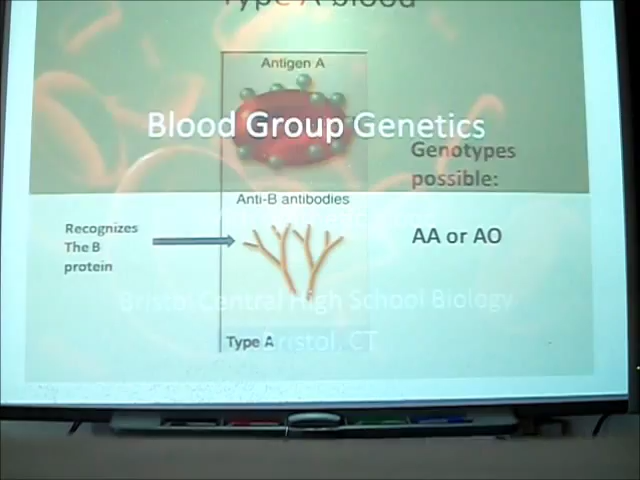 Type A blood
Antigen A
Blood Group Genetics
Genotypes
possible:
Anti-B antibodies
Recognizes
The B
protein
AA or AO
Bristol Central High School Biology
Bristol, CT
Type A